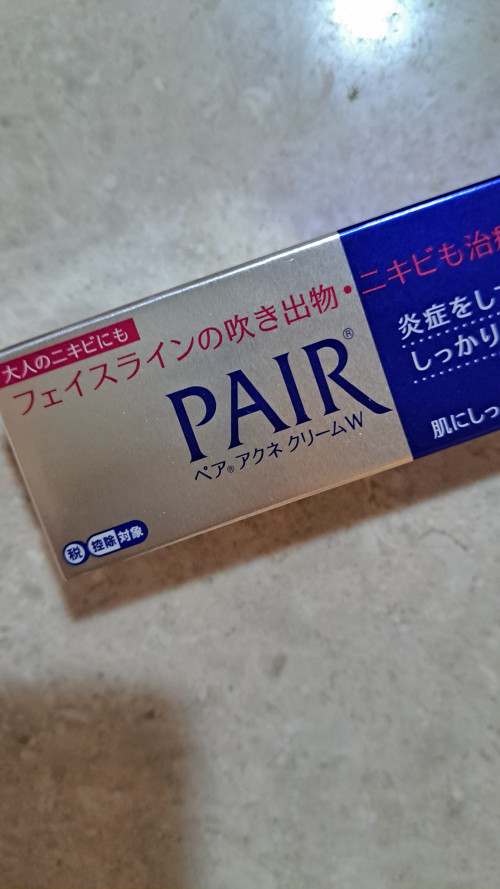 大人のニキビにも
フェイスラインの吹き出物・ニキビも治
PAIR®
ペア® アクネ クリームW
税 控除対象
炎症をし
しっかり
肌にしっ